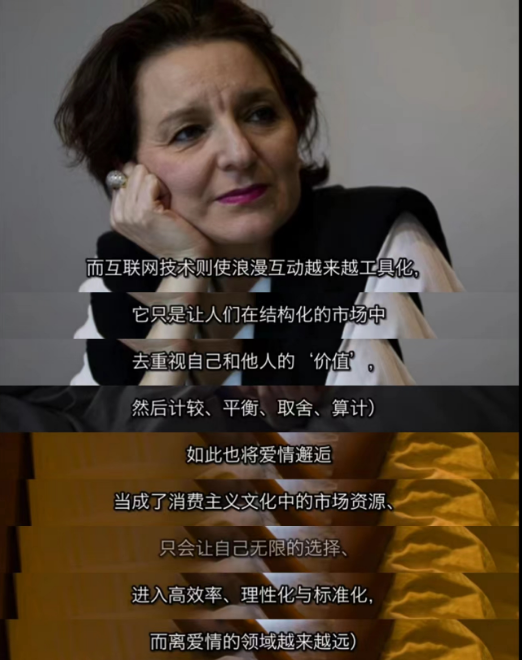 而互联网技术则使浪漫互动越来越工具化，
它只是让人们在结构化的市场中
去重视自己和他人的‘价值’，
然后计较、平衡、取舍、算计）
如此也将爱情邂逅
当成了消费主义文化中的市场资源、
只会让自己无限的选择、
进入高效率、理性化与标准化，
而离爱情的领域越来越远）